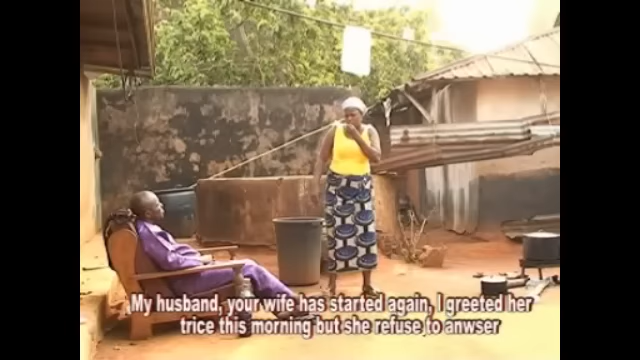 My husband, your wife has started again, I greeted her
trice this morning but she refuse to anwser